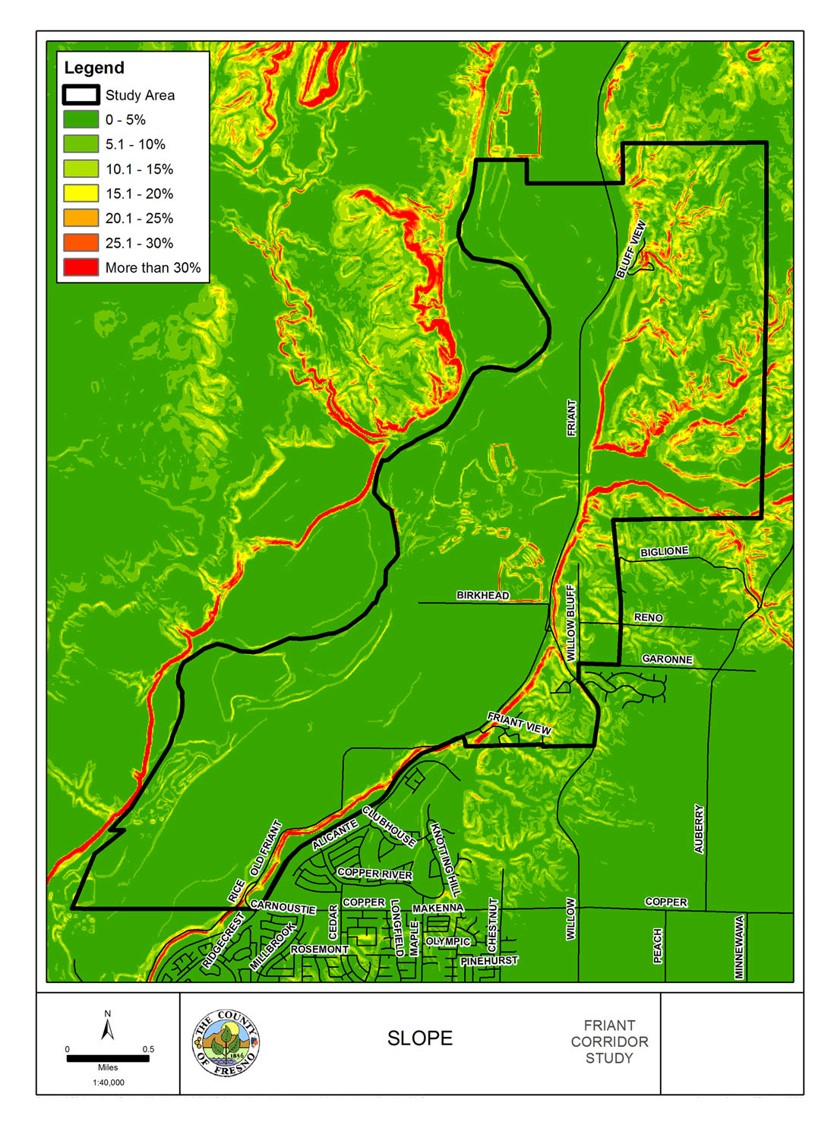 Legend
Study Area
0 - 5%
5.1 - 10%
10.1 - 15%
15.1 - 20%
20.1 - 25%
25.1 - 30%
More than 30%
BLUFF VIEW
FRIANT
BIGLIONE
BIRKHEAD
WILLOW BLUFF
RENO
GARONNE
FRIANT VIEW
AUBERRY
OLD FRIANT
ALICANTE
CLUBHOUSE
KNOTTING HILL
COPPER RIVER
RICE
CARNOUSTIE
COPPER
MAKENNA
COPPER
RIDGECREST
MILLBROOK
CEDAR
LONGFIELD
MAPLE
CHESTNUT
WILLOW
PEACH
MINNEWAWA
ROSEMONT
OLYMPIC
PINEHURST
N
0 0.5
Miles
1:40,000
THE COUNTY
OF FRESNO
1856
SLOPE
FRIANT
CORRIDOR
STUDY